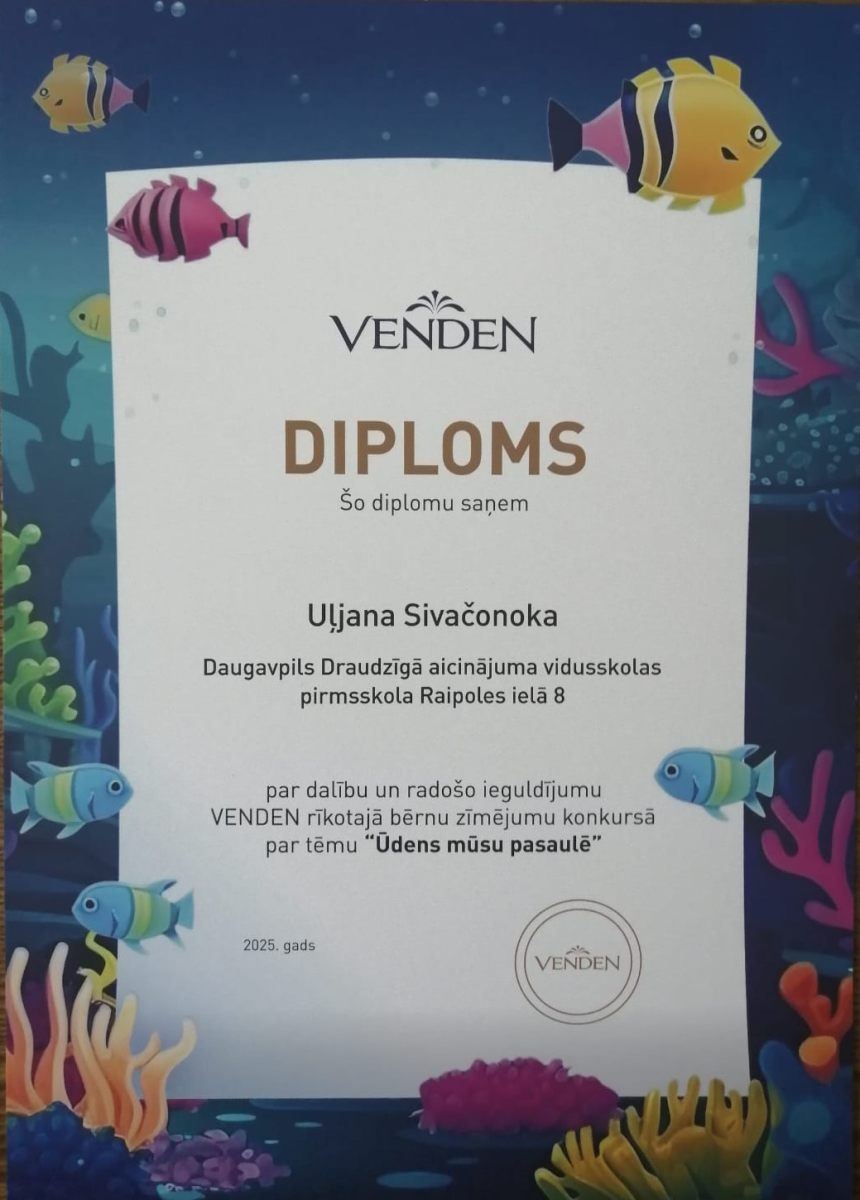 VENDEN
DIPLOMS
Šo diplomu saņem
Uļjana Sivačonoka
Daugavpils Draudzīgā aicinājuma vidusskolas
pirmsskola Raipoles ielā 8
par dalību un radošo ieguldījumu
VENDEN rīkotajā bērnu zīmējumu konkursā
par tēmu “Ūdens mūsu pasaulē”
2025. gads
VENDEN